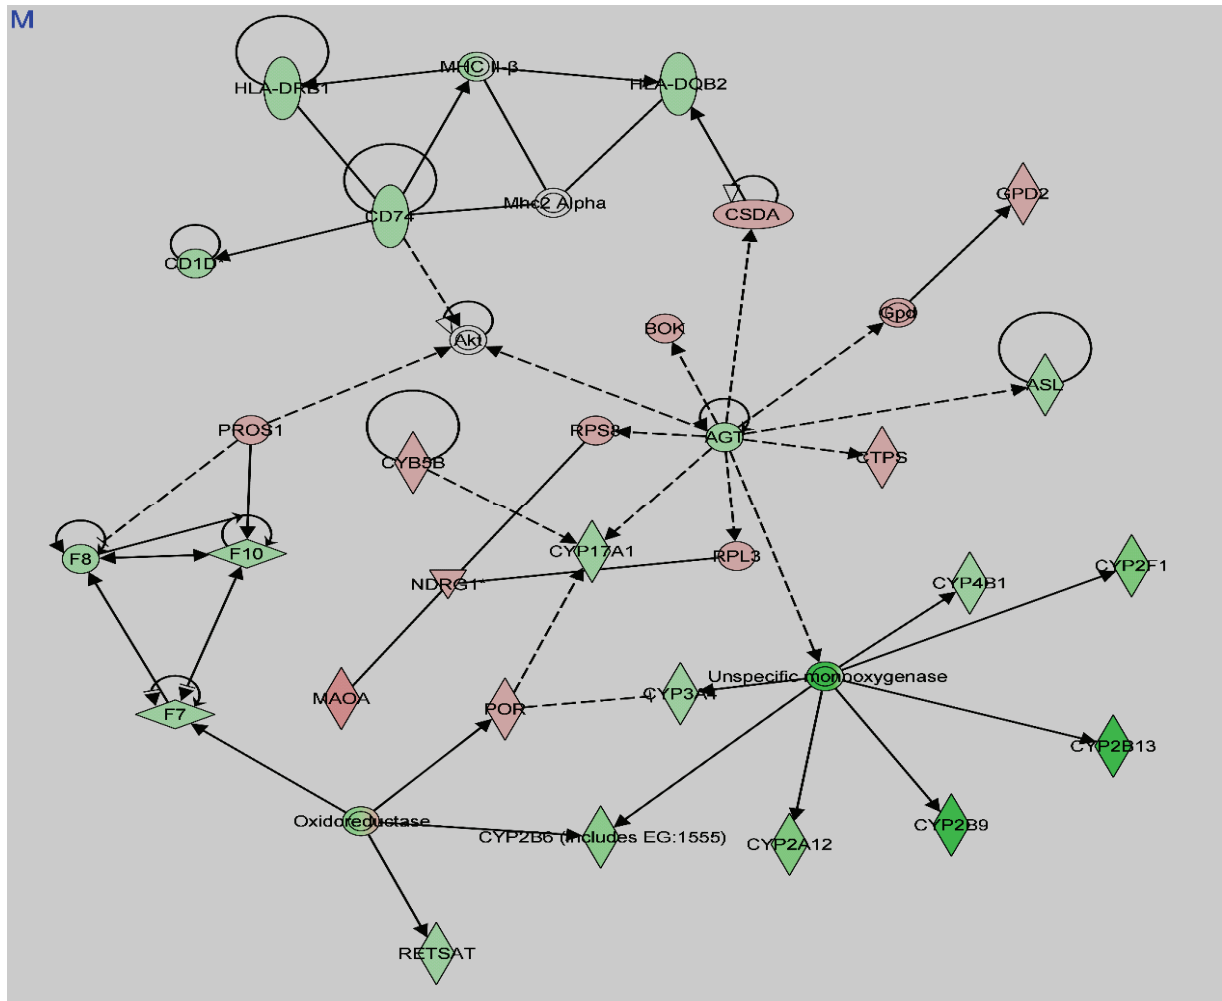 M
MHC II-β
HLA-DRB1
HLA-DQB2
GPD2
Mhc2 Alpha
CSDA
CD74
CD1D*
Gpd
BOK
Akt
ASL
PROS1
RPS8
AGT
CYB5B
CTPS
F8
F10
CYP17A1
RPL3
CYP2F1
NDRG1*
CYP4B1
Unspecific monooxygenase
MAOA
POR
CYP3A4
F7
CYP2B13
Oxidoreductase
CYP2B6 (includes EG:1555)
CYP2A12
CYP2B9
RETSAT